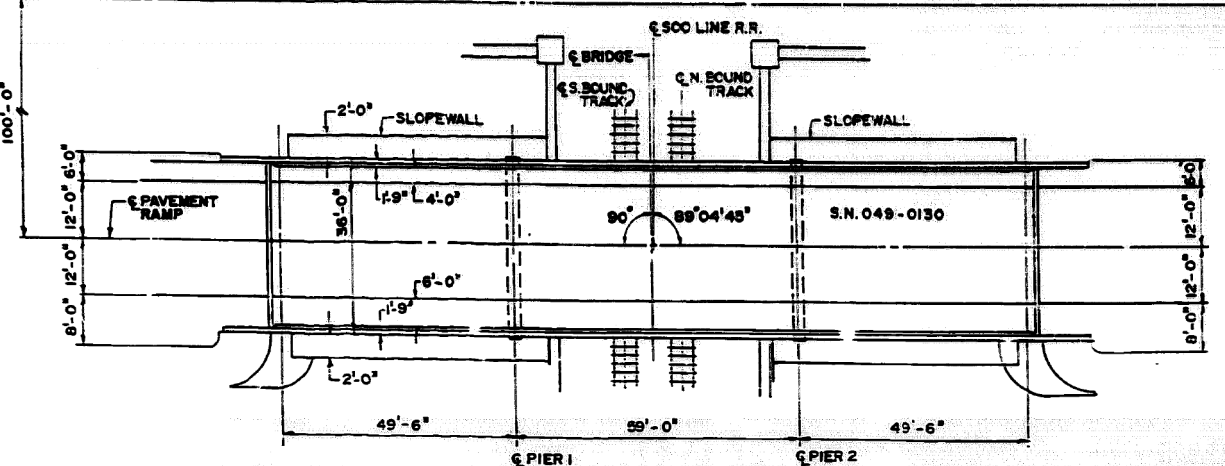 ℄ SOO LINE R.R.
℄ BRIDGE
℄ S. BOUND
TRACK
℄ N. BOUND
TRACK
100'-0"
2'-0"
SLOPEWALL
SLOPEWALL
6'-0"
12'-0"
12'-0"
8'-0"
℄ PAVEMENT
RAMP
36'-0"
1'-9"
4'-0"
90°
89°04'45"
S.N. 049-0130
6'-0"
12'-0"
12'-0"
8'-0"
6'-0"
1'-9"
2'-0"
49'-6"
59'-0"
49'-6"
℄ PIER 1
℄ PIER 2